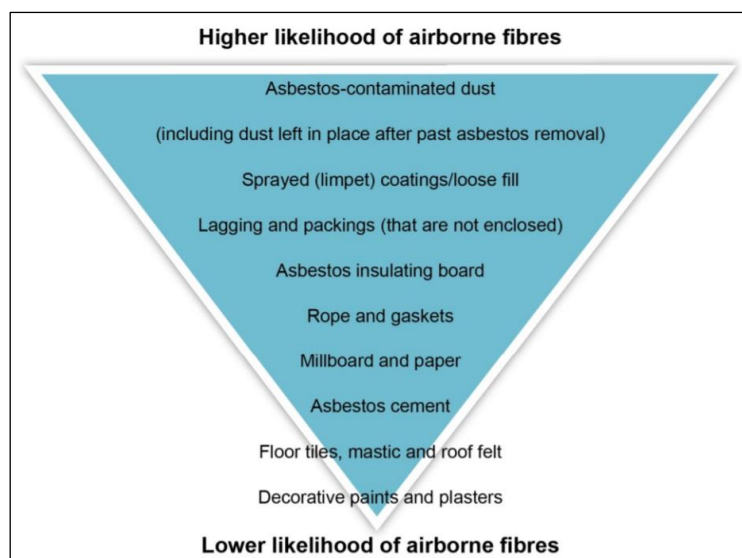 Higher likelihood of airborne fibres
Asbestos-contaminated dust
(including dust left in place after past asbestos removal)
Sprayed (limpet) coatings/loose fill
Lagging and packings (that are not enclosed)
Asbestos insulating board
Rope and gaskets
Millboard and paper
Asbestos cement
Floor tiles, mastic and roof felt
Decorative paints and plasters
Lower likelihood of airborne fibres